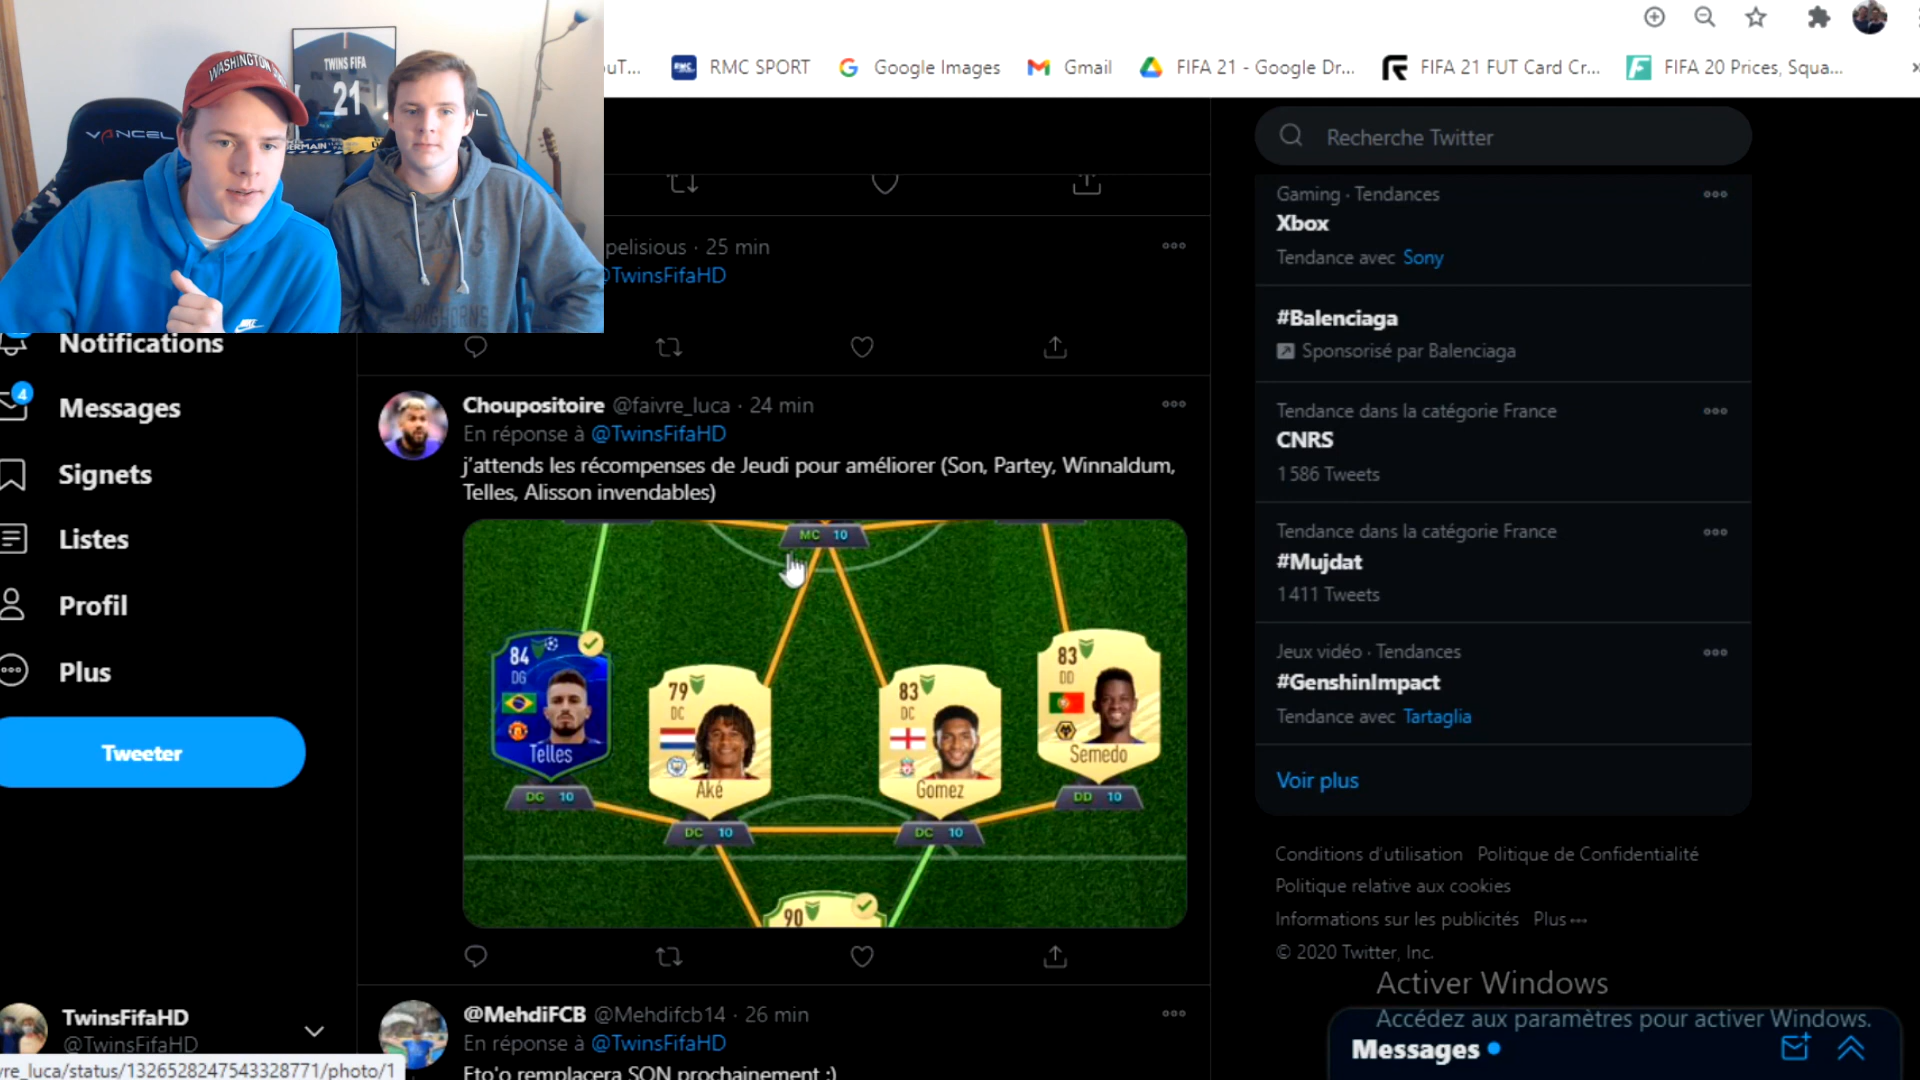 WASHINGTON
TWINS FIFA
21
VANCEL
uT...
RMC SPORT
Google Images
Gmail
FIFA 21 - Google Dr...
FIFA 21 FUT Card Cr...
FIFA 20 Prices, Squa...
»
Recherche Twitter
Gaming · Tendances
Xbox
Tendance avec Sony
#Balenciaga
Sponsorisé par Balenciaga
Tendance dans la catégorie France
CNRS
1 586 Tweets
Tendance dans la catégorie France
#Mujdat
1 411 Tweets
Jeux vidéo · Tendances
#GenshinImpact
Tendance avec Tartaglia
Voir plus
Conditions d'utilisation Politique de Confidentialité
Politique relative aux cookies
Informations sur les publicités Plus
© 2020 Twitter, Inc.
Activer Windows
Accédez aux paramètres pour activer Windows.
Messages
Notifications
4
Messages
Signets
Listes
Profil
Plus
Tweeter
TwinsFifaHD
@TwinsFifaHD
vre_luca/status/1326528247543328771/photo/1
pelisious · 25 min
@TwinsFifaHD
Choupositoire @faivre_luca · 24 min
En réponse à @TwinsFifaHD
j'attends les récompenses de Jeudi pour améliorer (Son, Partey, Winnaldum,
Telles, Alisson invendables)
MC 10
84
DG
Telles
DG 10
79
DC
Aké
DC 10
83
DC
Gomez
DC 10
83
DD
Semedo
DD 10
90
@MehdiFCB @Mehdifcb14 · 26 min
En réponse à @TwinsFifaHD
Eto'o remplacera SON prochainement :)